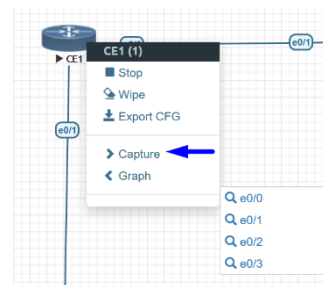 CE1 (1)
e0/1
CE1
Stop
Wipe
Export CFG
e0/1
Capture
Graph
e0/0
e0/1
e0/2
e0/3